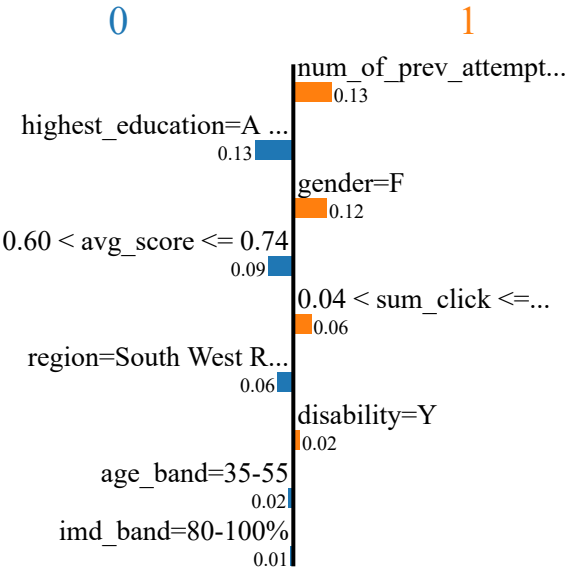 0 1
num_of_prev_attempt...
0.13
highest_education=A ...
0.13
gender=F
0.12
0.60 < avg_score <= 0.74
0.09
0.04 < sum_click <=...
0.06
region=South West R...
0.06
disability=Y
0.02
age_band=35-55
0.02
imd_band=80-100%
0.01